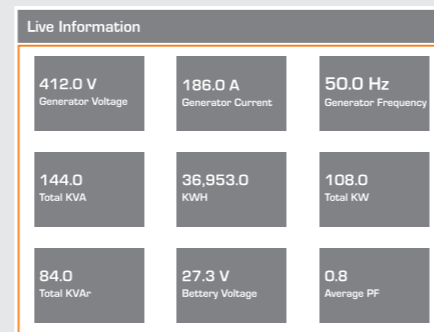 Live Information
412.0 V
Generator Voltage
186.0 A
Generator Current
50.0 Hz
Generator Frequency
144.0
Total KVA
36,953.0
KWH
108.0
Total KW
84.0
Total KVAr
27.3 V
Bettery Voltage
0.8
Average PF